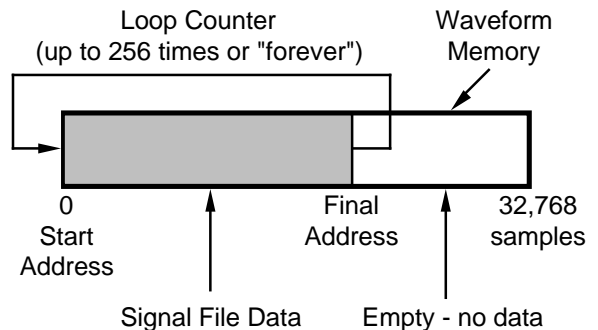 Loop Counter
(up to 256 times or "forever")
Waveform
Memory
0
Start
Address
Final
Address
32,768
samples
Signal File Data
Empty - no data